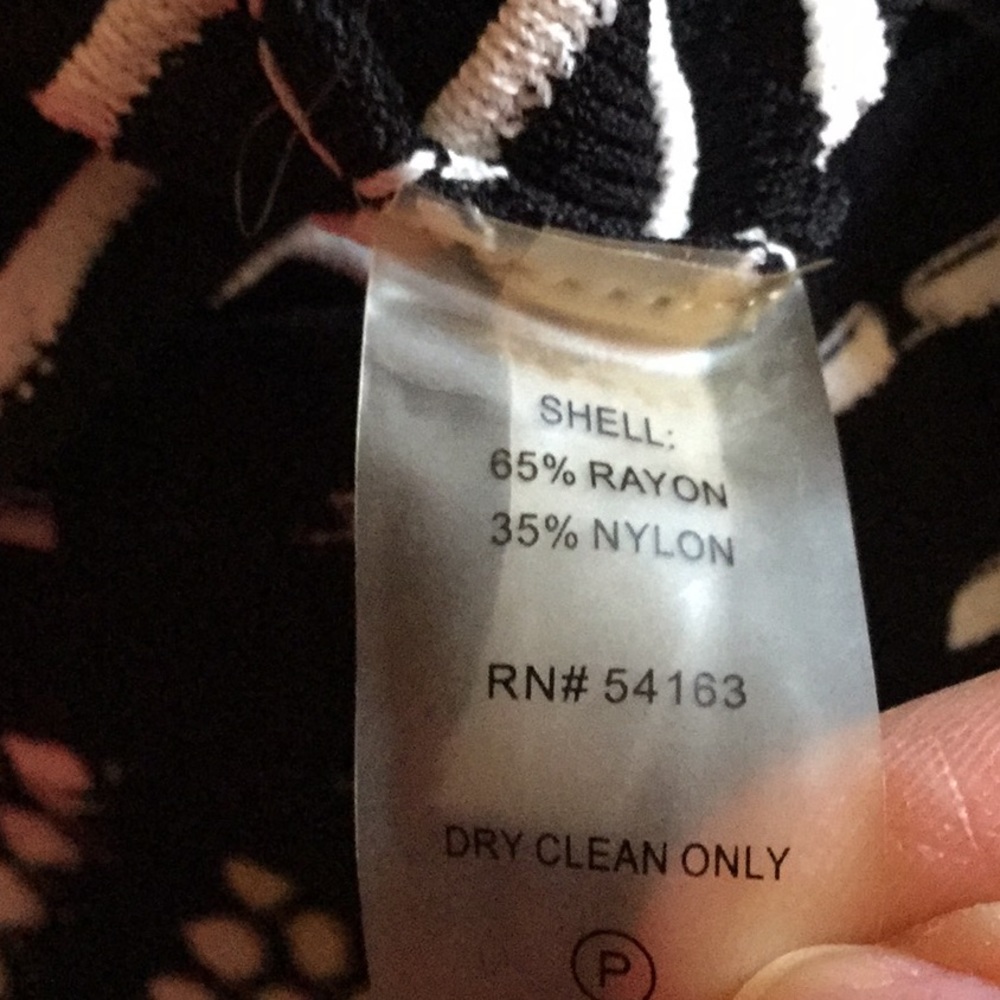 SHELL:
65% RAYON
35% NYLON
RN# 54163
DRY CLEAN ONLY
P